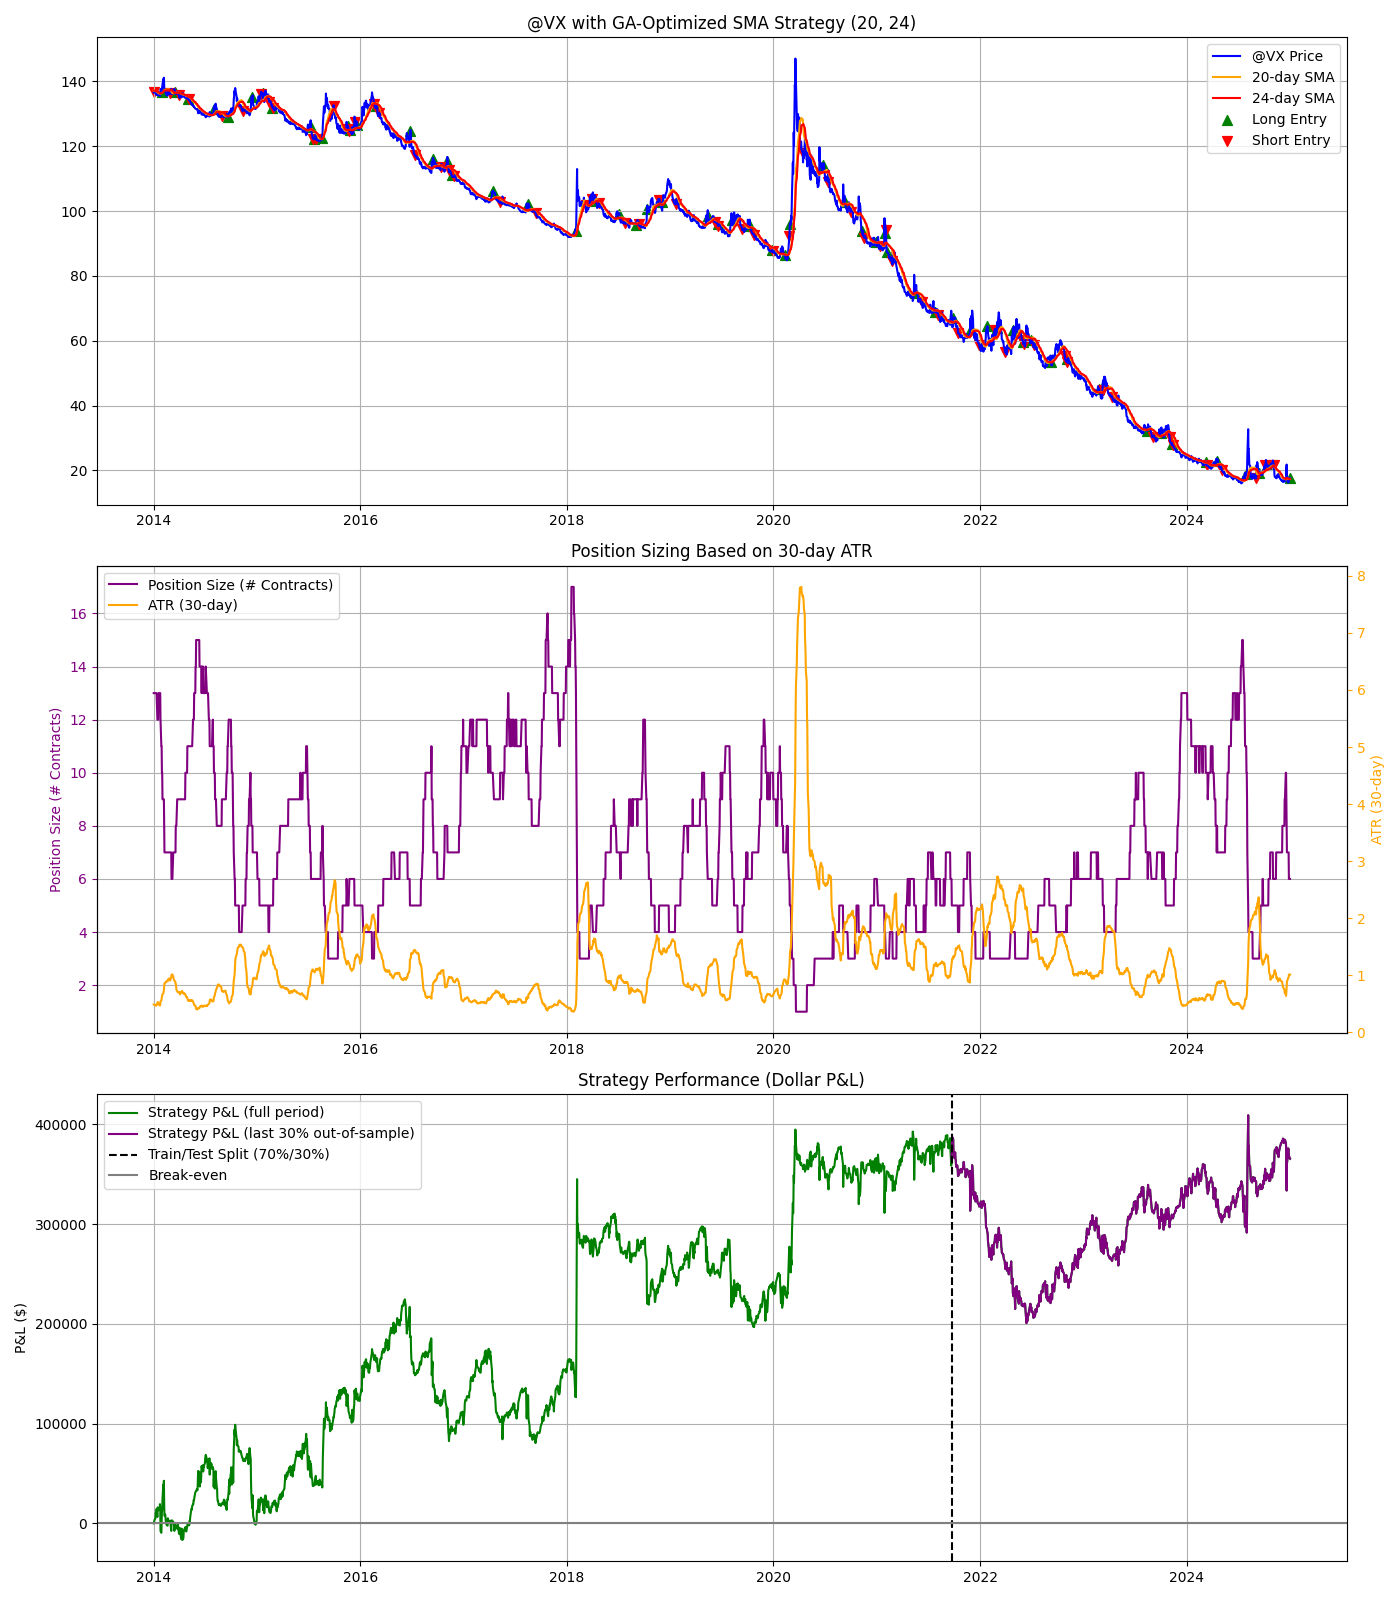 @VX with GA-Optimized SMA Strategy (20, 24)
@VX Price
20-day SMA
24-day SMA
Long Entry
Short Entry
140
120
100
80
60
40
20
2014 2016 2018 2020 2022 2024
Position Sizing Based on 30-day ATR
Position Size (# Contracts)
ATR (30-day)
Position Size (# Contracts)
16
14
12
10
8
6
4
2
8
7
6
5
4
3
2
1
0
ATR (30-day)
2014 2016 2018 2020 2022 2024
Strategy Performance (Dollar P&L)
Strategy P&L (full period)
Strategy P&L (last 30% out-of-sample)
Train/Test Split (70%/30%)
Break-even
P&L ($)
400000
300000
200000
100000
0
2014 2016 2018 2020 2022 2024